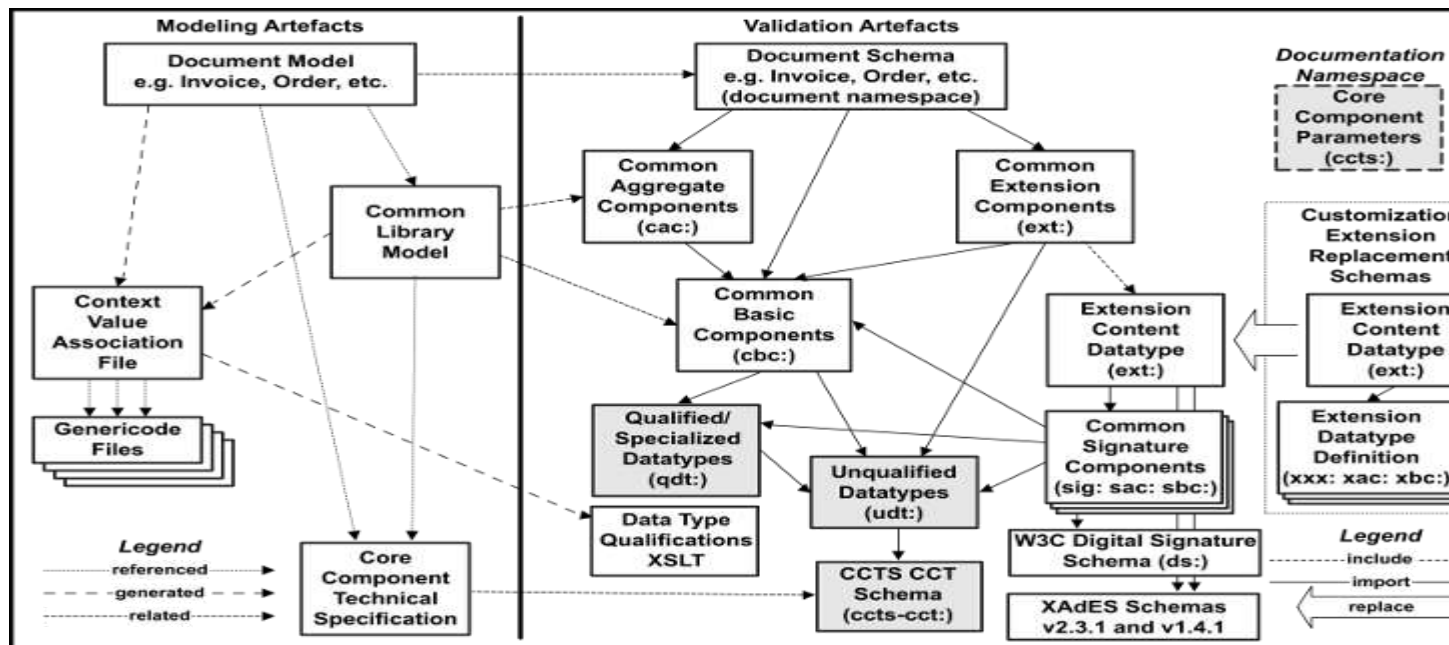 Modeling Artefacts
Document Model
e.g. Invoice, Order, etc.
Common
Library
Model
Context
Value
Association
File
Genericode
Files
Legend
referenced
generated
related
Core
Component
Technical
Specification
Validation Artefacts
Document Schema
e.g. Invoice, Order, etc.
(document namespace)
Common
Aggregate
Components
(cac:)
Common
Extension
Components
(ext:)
Common
Basic
Components
(cbc:)
Extension
Content
Datatype
(ext:)
Qualified/
Specialized
Datatypes
(qdt:)
Unqualified
Datatypes
(udt:)
Common
Signature
Components
(sig: sac: sbc:)
Data Type
Qualifications
XSLT
CCTS CCT
Schema
(ccts-cct:)
W3C Digital Signature
Schema (ds:)
XAdES Schemas
v2.3.1 and v1.4.1
Documentation
Namespace
Core
Component
Parameters
(ccts:)
Customization
Extension
Replacement
Schemas
Extension
Content
Datatype
(ext:)
Extension
Datatype
Definition
(xxx: xac: xbc:)
Legend
include
import
replace